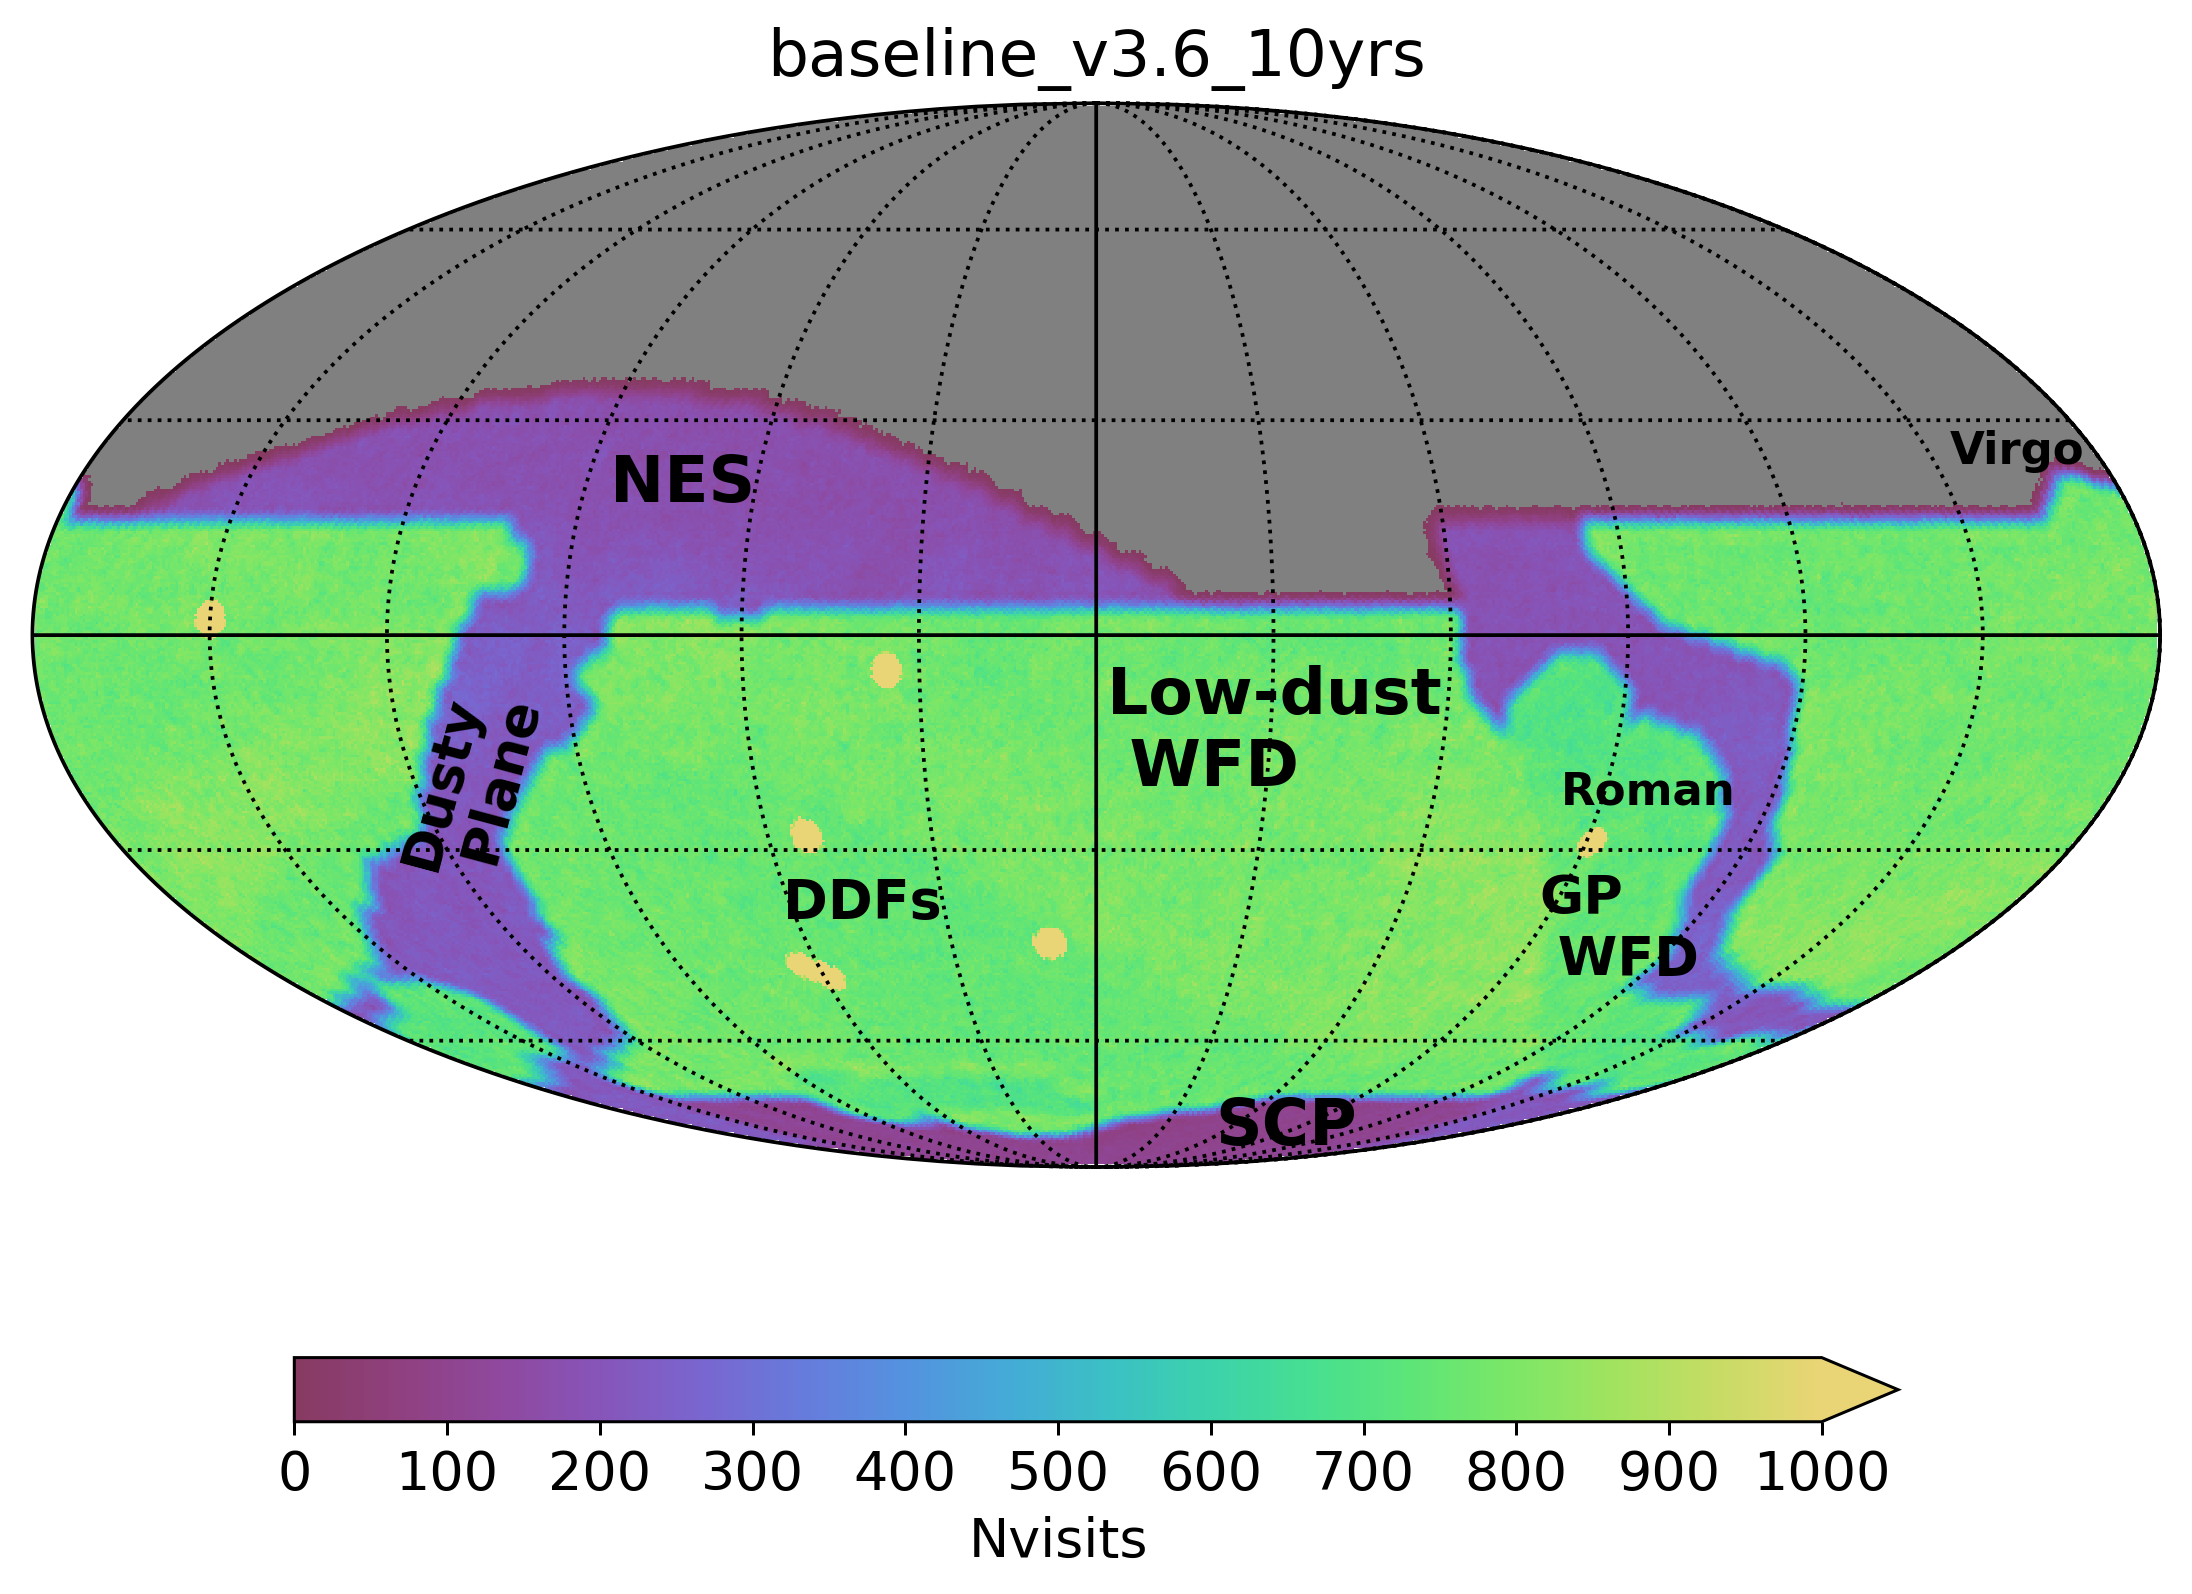 baseline_v3.6_10yrs
Virgo
NES
Low-dust
WFD
Dusty
Plane
Roman
DDFs
GP
WFD
SCP
0 100 200 300 400 500 600 700 800 900 1000
Nvisits